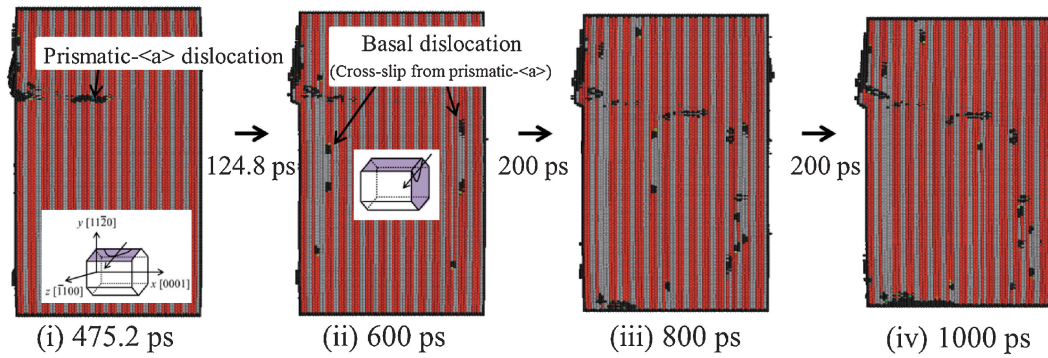 Prismatic-<a> dislocation
y [112̄0]
z [1̄100]
x [0001]
(i) 475.2 ps
124.8 ps
Basal dislocation
(Cross-slip from prismatic-<a>)
(ii) 600 ps
200 ps
(iii) 800 ps
200 ps
(iv) 1000 ps